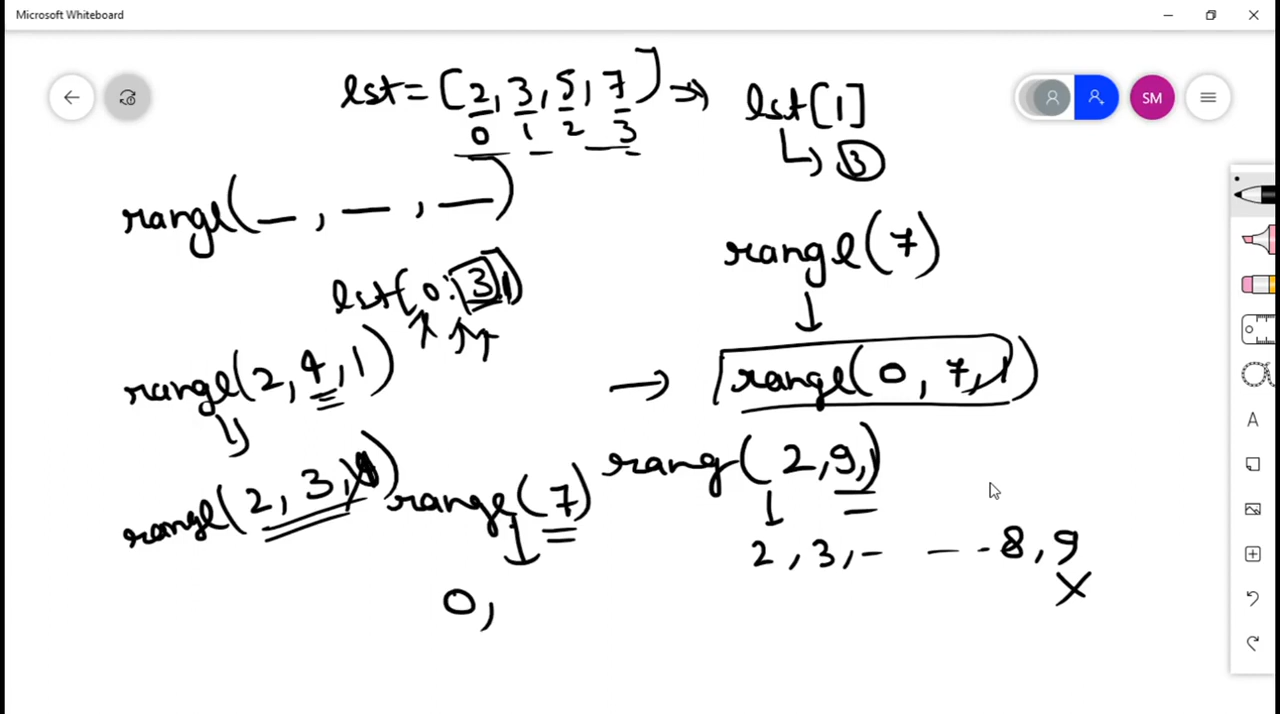 Microsoft Whiteboard
lst = [2, 3, 5, 7] → lst[1]
0 1 2 3
↳ 3
SM
range(_, _, _)
range(7)
↓
lst[0:3]
range(2, 4, 1)
→ range(0, 7, 1)
range(2, 3,
range(7)
↓
0,
rang(2, 9,)
↓
2, 3, - - - 8, 9
X
A